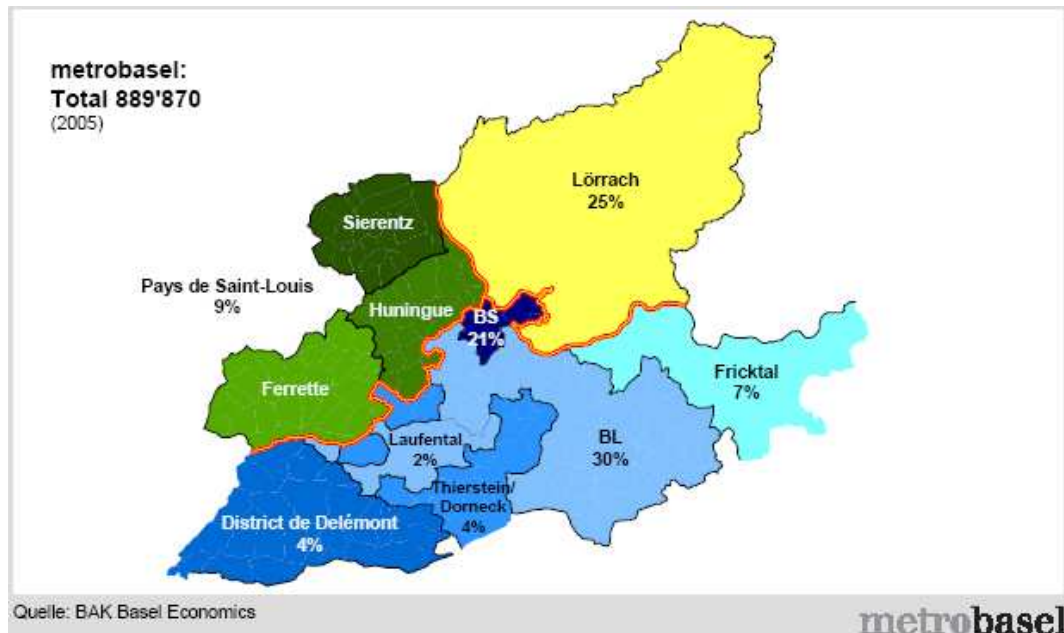 metrobasel:
Total 889'870
(2005)
Lörrach
25%
Sierentz
Pays de Saint-Louis
9%
Huningue
BS
21%
Fricktal
7%
Ferrette
Laufental
2%
BL
30%
Thierstein/
Dorneck
4%
District de Delémont
4%
Quelle: BAK Basel Economics
metrobasel